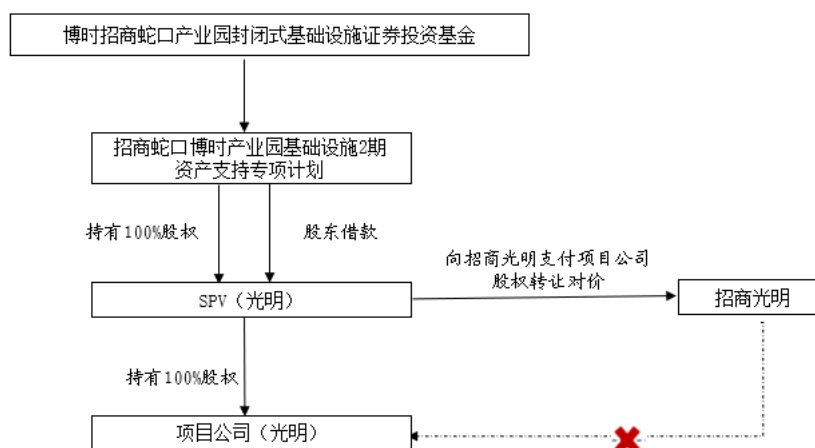 博时招商蛇口产业园封闭式基础设施证券投资基金
招商蛇口博时产业园基础设施2期
资产支持专项计划
持有100%股权
股东借款
向招商光明支付项目公司
股权转让对价
SPV（光明）
招商光明
持有100%股权
项目公司（光明）